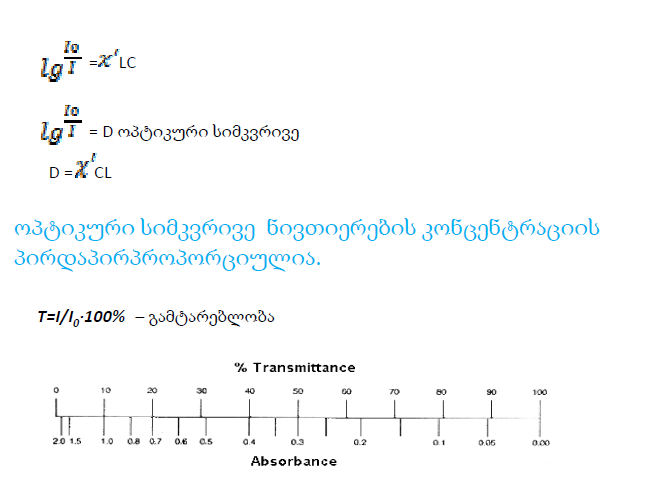 lg I0/I =χ′LC
lg I0/I = D ოპტიკური სიმკვრივე
D =χ′CL
ოპტიკური სიმკვრივე ნივთიერების კონცენტრაციის
პირდაპირპროპორციულია.
T=I/I0·100% – გამტარებლობა
% Transmittance
0 10 20 30 40 50 60 70 80 90 100
2.0 1.5 1.0 0.8 0.7 0.6 0.5 0.4 0.3 0.2 0.1 0.05 0.00
Absorbance